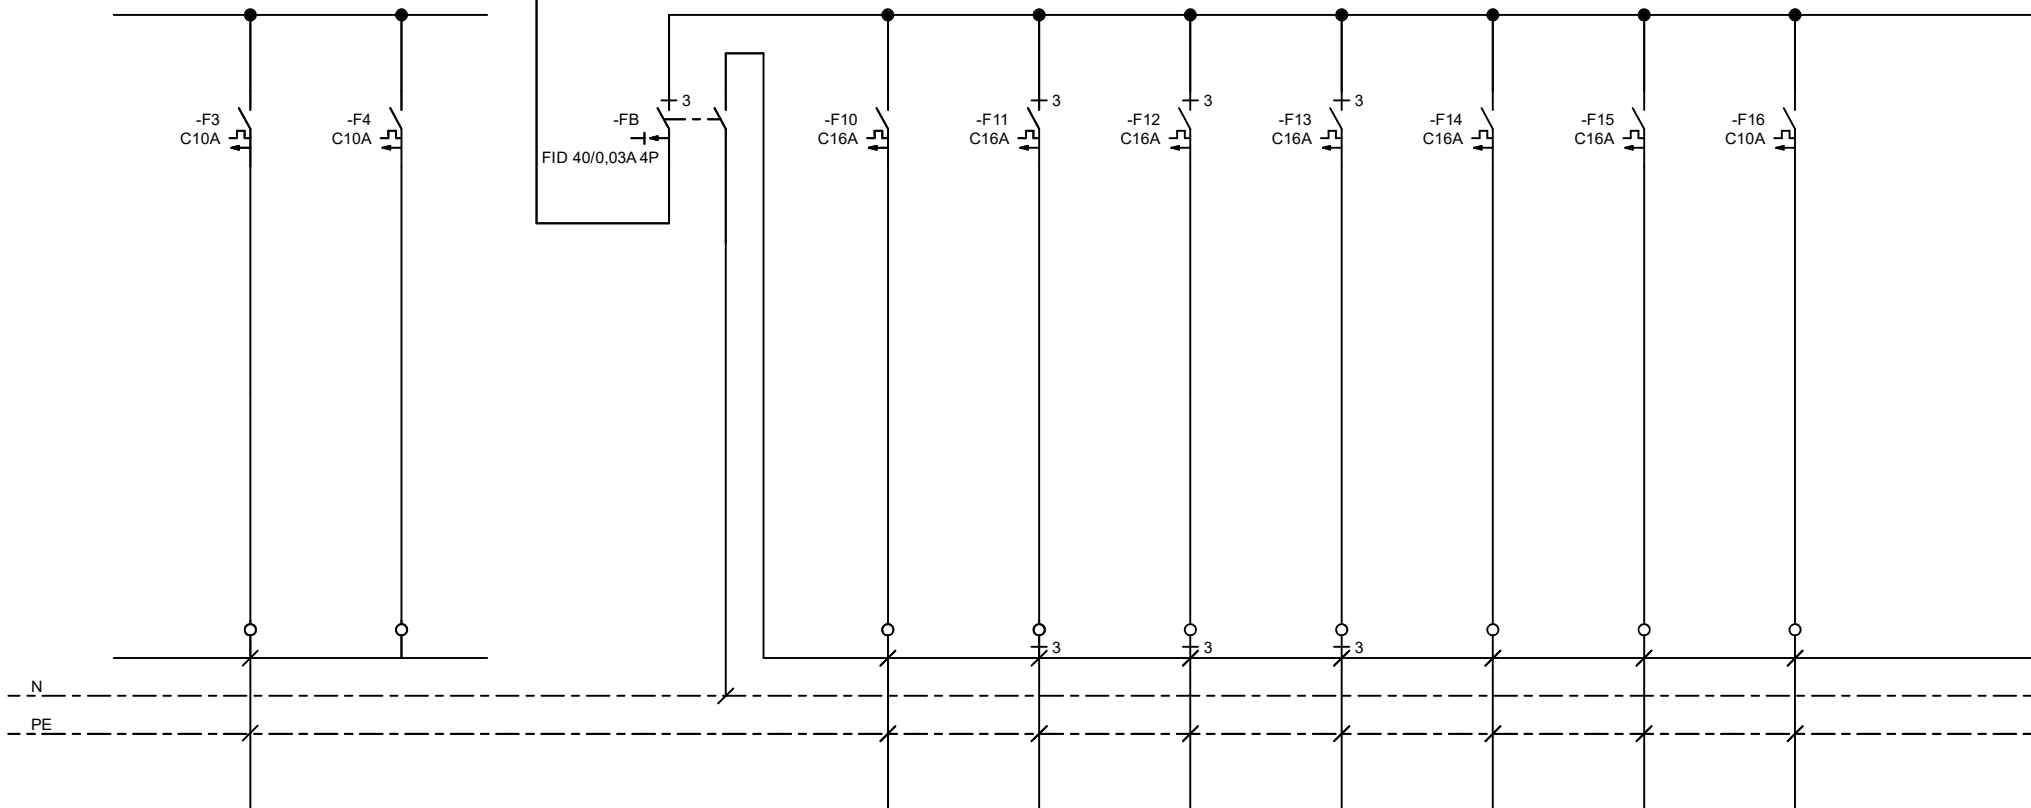 3
3
3
3
-F3
-F4
-FB
-F10
-F11
-F12
-F13
-F14
-F15
-F16
C10A
C10A
C16A
C16A
C16A
C16A
C16A
C16A
C10A
FID 40/0,03A 4P
3
3
3
N
PE